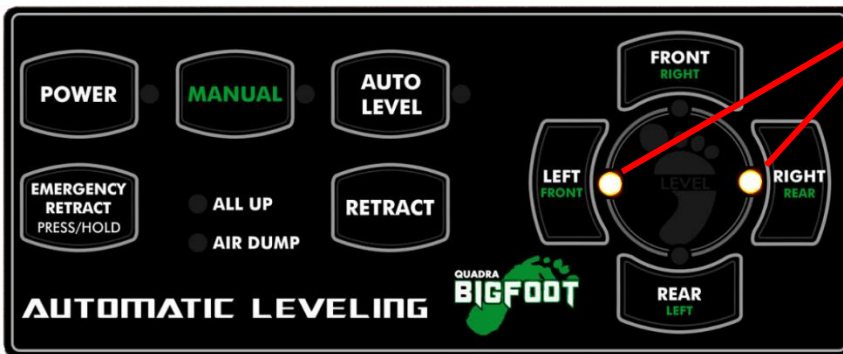 POWER
MANUAL
AUTO
LEVEL
EMERGENCY
RETRACT
PRESS/HOLD
ALL UP
AIR DUMP
RETRACT
AUTOMATIC LEVELING
QUADRA
BIGFOOT
FRONT
RIGHT
LEFT
FRONT
LEVEL
RIGHT
REAR
REAR
LEFT